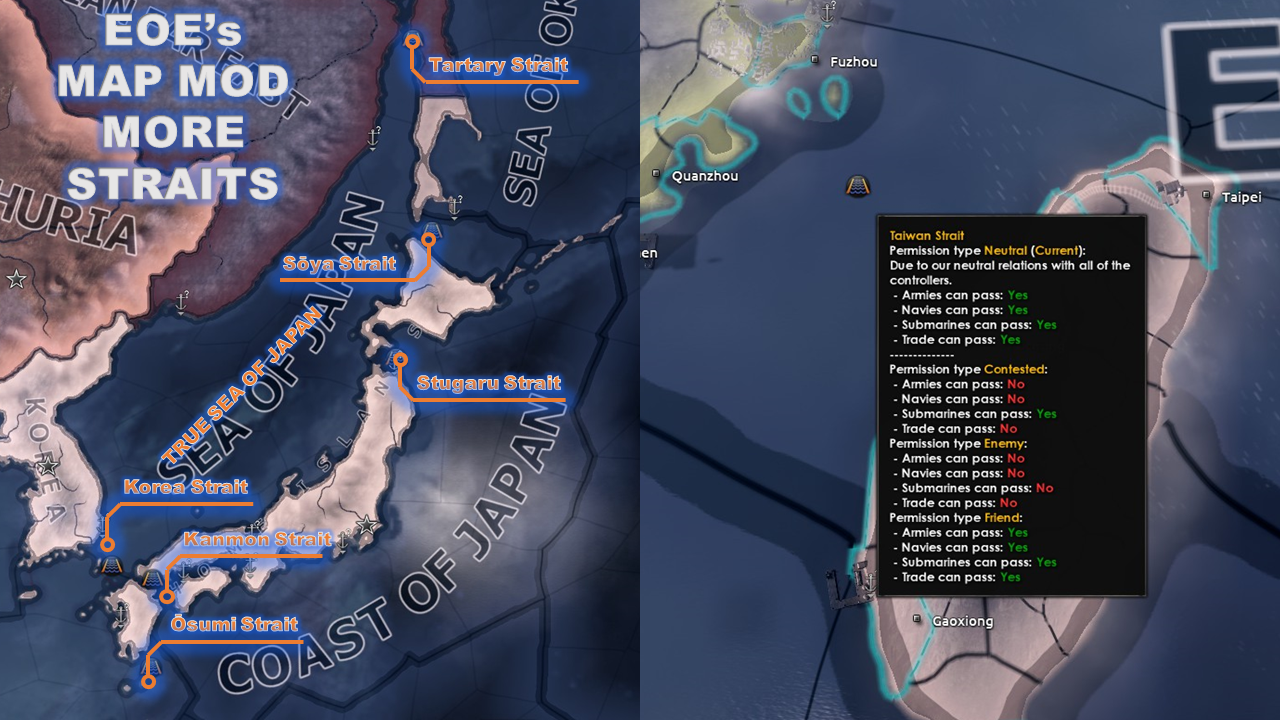 EOE's
MAP MOD
MORE
STRAITS
Tartary Strait
SEA OF OK
HURIA
Sōya Strait
TRUE SEA OF JAPAN
SEA OF JAPAN
Stugaru Strait
KOREA
Korea Strait
Kanmon Strait
Ōsumi Strait
COAST OF JAPAN
Fuzhou
Quanzhou
Taipei
en
E
Taiwan Strait
Permission type Neutral (Current):
Due to our neutral relations with all of the
controllers.
- Armies can pass: Yes
- Navies can pass: Yes
- Submarines can pass: Yes
- Trade can pass: Yes
--------------
Permission type Contested:
- Armies can pass: No
- Navies can pass: No
- Submarines can pass: Yes
- Trade can pass: No
Permission type Enemy:
- Armies can pass: No
- Navies can pass: No
- Submarines can pass: No
- Trade can pass: No
Permission type Friend:
- Armies can pass: Yes
- Navies can pass: Yes
- Submarines can pass: Yes
- Trade can pass: Yes
Gaoxiong